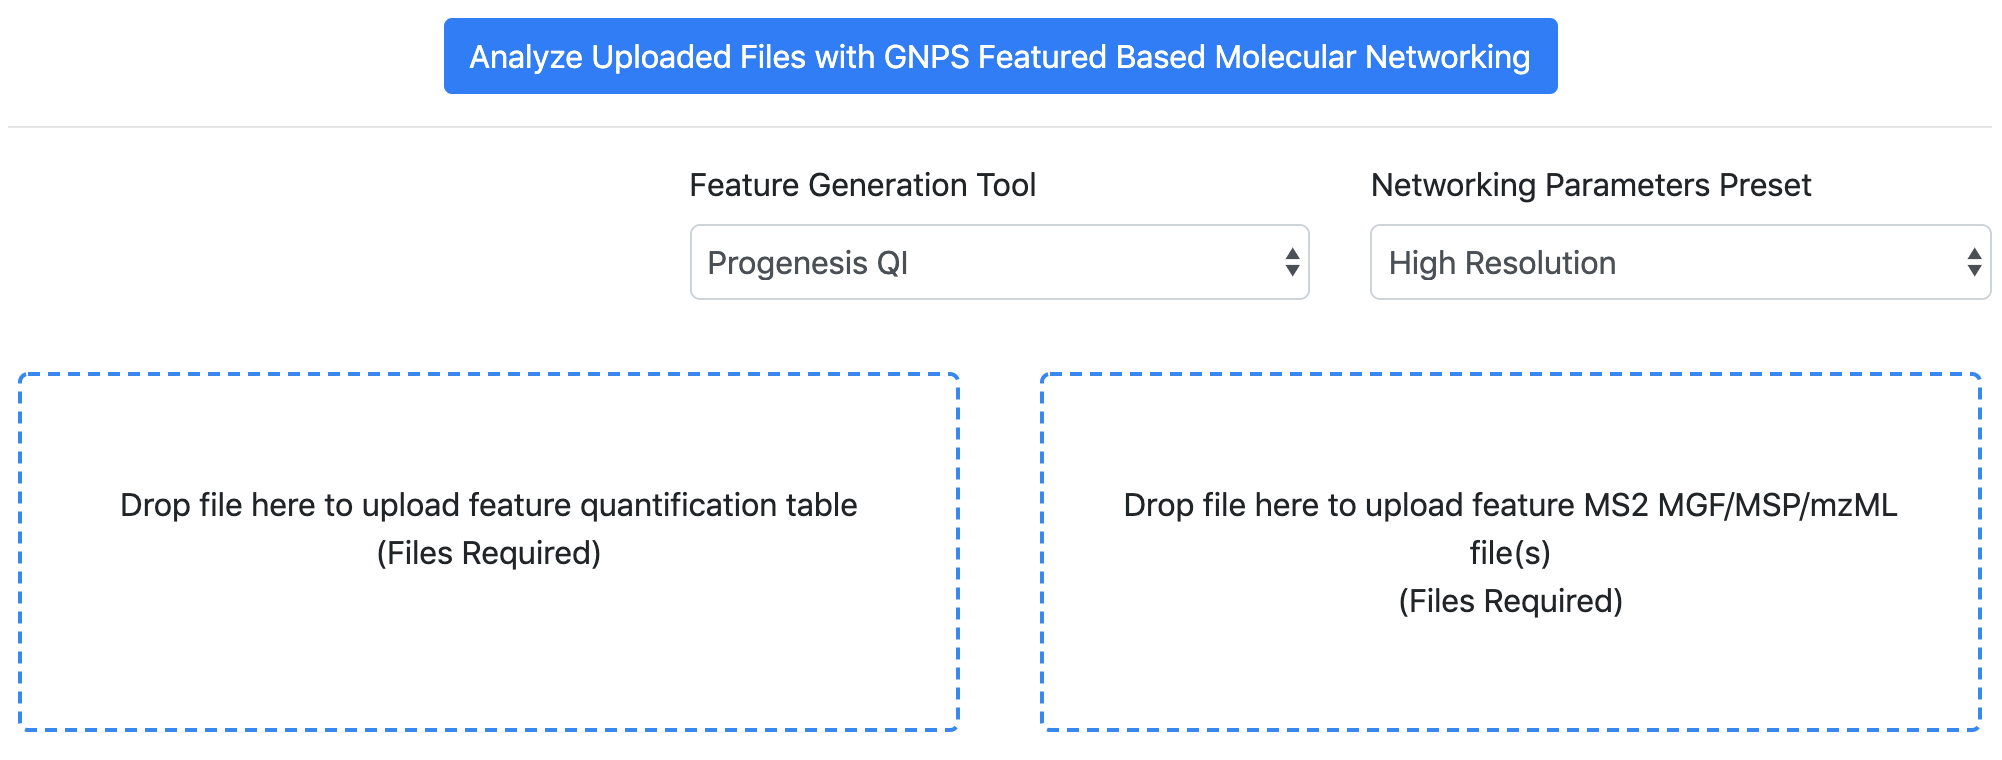 Analyze Uploaded Files with GNPS Featured Based Molecular Networking
Feature Generation Tool
Networking Parameters Preset
Progenesis QI
High Resolution
Drop file here to upload feature quantification table
(Files Required)
Drop file here to upload feature MS2 MGF/MSP/mzML
file(s)
(Files Required)